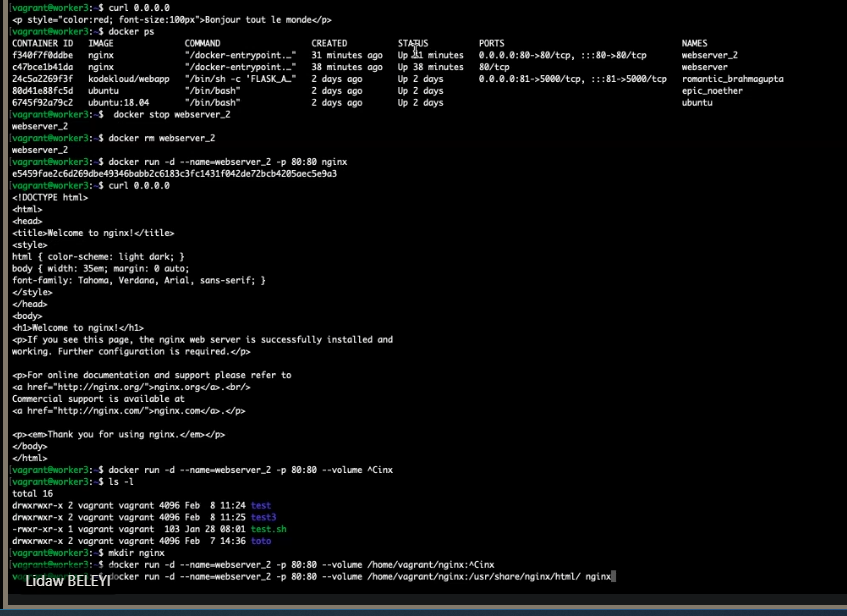 [vagrant@worker3:~$ curl 0.0.0.0
<p style="color:red; font-size:100px">Bonjour tout le monde</p>
[vagrant@worker3:~$ docker ps
CONTAINER ID IMAGE COMMAND CREATED STATUS PORTS NAMES
f340f7f0ddbe nginx "/docker-entrypoint.…" 31 minutes ago Up 31 minutes 0.0.0.0:80->80/tcp, :::80->80/tcp webserver_2
c47bce1b41da nginx "/docker-entrypoint.…" 38 minutes ago Up 38 minutes 80/tcp webserver
24c5a2269f3f kodekloud/webapp "/bin/sh -c 'FLASK_A…" 2 days ago Up 2 days 0.0.0.0:81->5000/tcp, :::81->5000/tcp romantic_brahmagupta
80d41e88fc5d ubuntu "/bin/bash" 2 days ago Up 2 days epic_noether
6745f92a79c2 ubuntu:18.04 "/bin/bash" 2 days ago Up 2 days ubuntu
[vagrant@worker3:~$ docker stop webserver_2
webserver_2
[vagrant@worker3:~$ docker rm webserver_2
webserver_2
[vagrant@worker3:~$ docker run -d --name=webserver_2 -p 80:80 nginx
e5459fae2c6d269dbe49346babb2c6183c3fc1431f042de72bcb4205aec5e9a3
[vagrant@worker3:~$ curl 0.0.0.0
<!DOCTYPE html>
<html>
<head>
<title>Welcome to nginx!</title>
<style>
html { color-scheme: light dark; }
body { width: 35em; margin: 0 auto;
font-family: Tahoma, Verdana, Arial, sans-serif; }
</style>
</head>
<body>
<h1>Welcome to nginx!</h1>
<p>If you see this page, the nginx web server is successfully installed and
working. Further configuration is required.</p>
<p>For online documentation and support please refer to
<a href="http://nginx.org/">nginx.org</a>.<br/>
Commercial support is available at
<a href="http://nginx.com/">nginx.com</a>.</p>
<p><em>Thank you for using nginx.</em></p>
</body>
</html>
[vagrant@worker3:~$ docker run -d --name=webserver_2 -p 80:80 --volume ^Cinx
[vagrant@worker3:~$ ls -l
total 16
drwxrwxr-x 2 vagrant vagrant 4096 Feb 8 11:24 test
drwxrwxr-x 2 vagrant vagrant 4096 Feb 8 11:25 test3
-rwxr-xr-x 1 vagrant vagrant 103 Jan 28 08:01 test.sh
drwxrwxr-x 2 vagrant vagrant 4096 Feb 7 14:36 toto
[vagrant@worker3:~$ mkdir nginx
[vagrant@worker3:~$ docker run -d --name=webserver_2 -p 80:80 --volume /home/vagrant/nginx:^Cinx
docker run -d --name=webserver_2 -p 80:80 --volume /home/vagrant/nginx:/usr/share/nginx/html/ nginx
Lidaw BELEYI